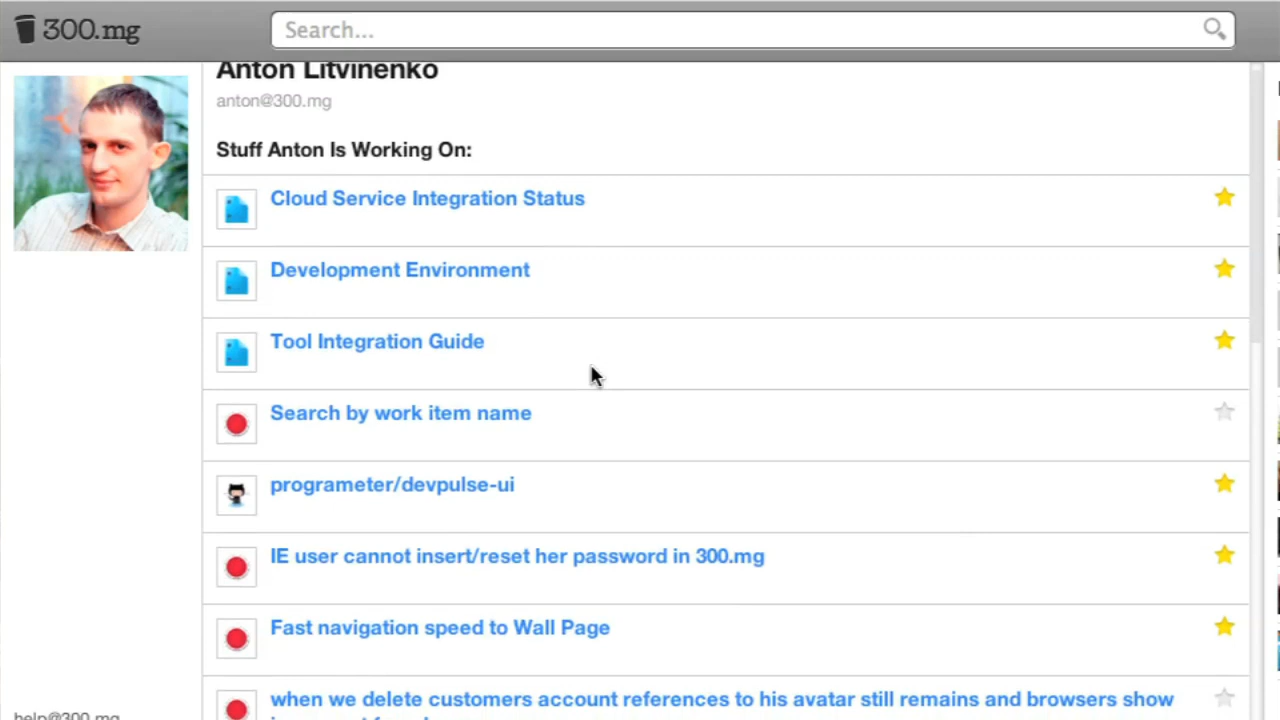 300.mg
Search...
Anton Litvinenko
anton@300.mg
Stuff Anton Is Working On:
Cloud Service Integration Status
Development Environment
Tool Integration Guide
Search by work item name
programeter/devpulse-ui
IE user cannot insert/reset her password in 300.mg
Fast navigation speed to Wall Page
when we delete customers account references to his avatar still remains and browsers show
help@300.mg